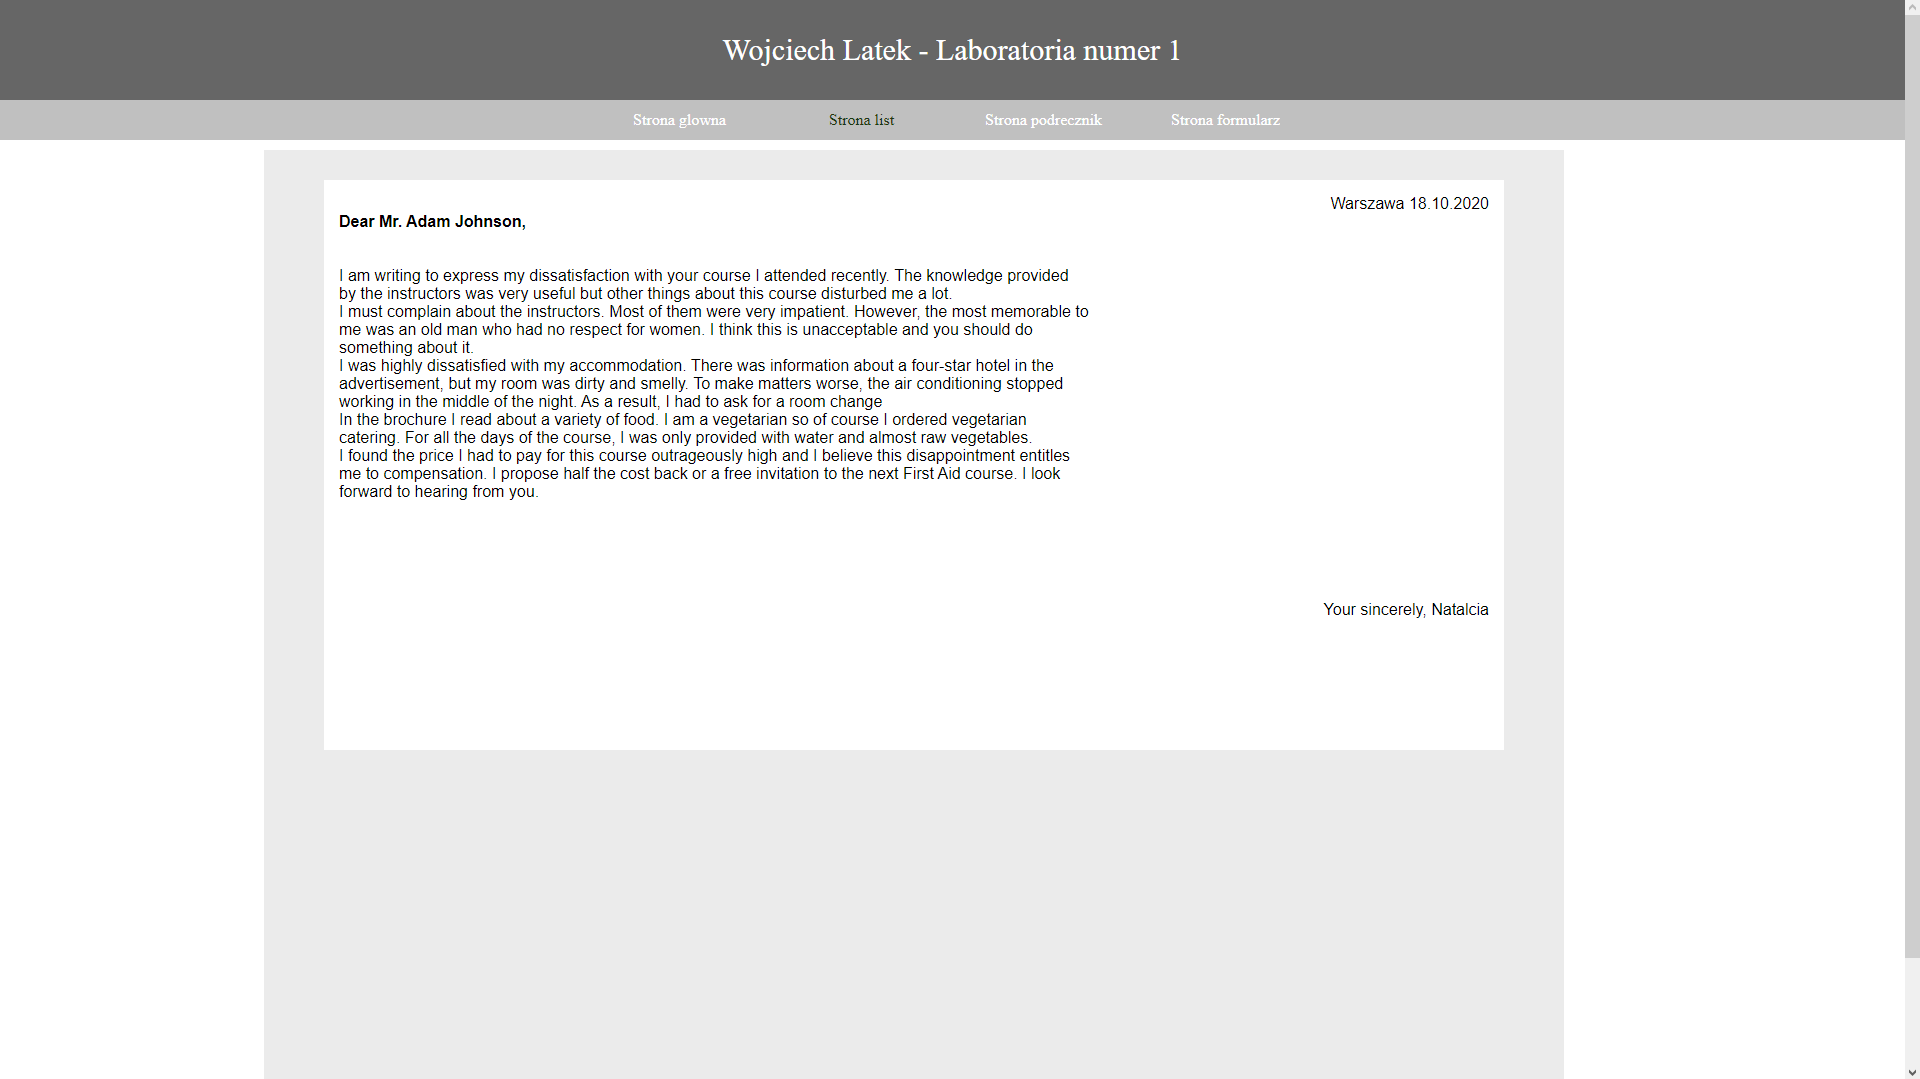 Wojciech Latek - Laboratoria numer 1
Strona glowna Strona list Strona podrecznik Strona formularz
Warszawa 18.10.2020
Dear Mr. Adam Johnson,
I am writing to express my dissatisfaction with your course I attended recently. The knowledge provided
by the instructors was very useful but other things about this course disturbed me a lot.
I must complain about the instructors. Most of them were very impatient. However, the most memorable to
me was an old man who had no respect for women. I think this is unacceptable and you should do
something about it.
I was highly dissatisfied with my accommodation. There was information about a four-star hotel in the
advertisement, but my room was dirty and smelly. To make matters worse, the air conditioning stopped
working in the middle of the night. As a result, I had to ask for a room change
In the brochure I read about a variety of food. I am a vegetarian so of course I ordered vegetarian
catering. For all the days of the course, I was only provided with water and almost raw vegetables.
I found the price I had to pay for this course outrageously high and I believe this disappointment entitles
me to compensation. I propose half the cost back or a free invitation to the next First Aid course. I look
forward to hearing from you.
Your sincerely, Natalcia